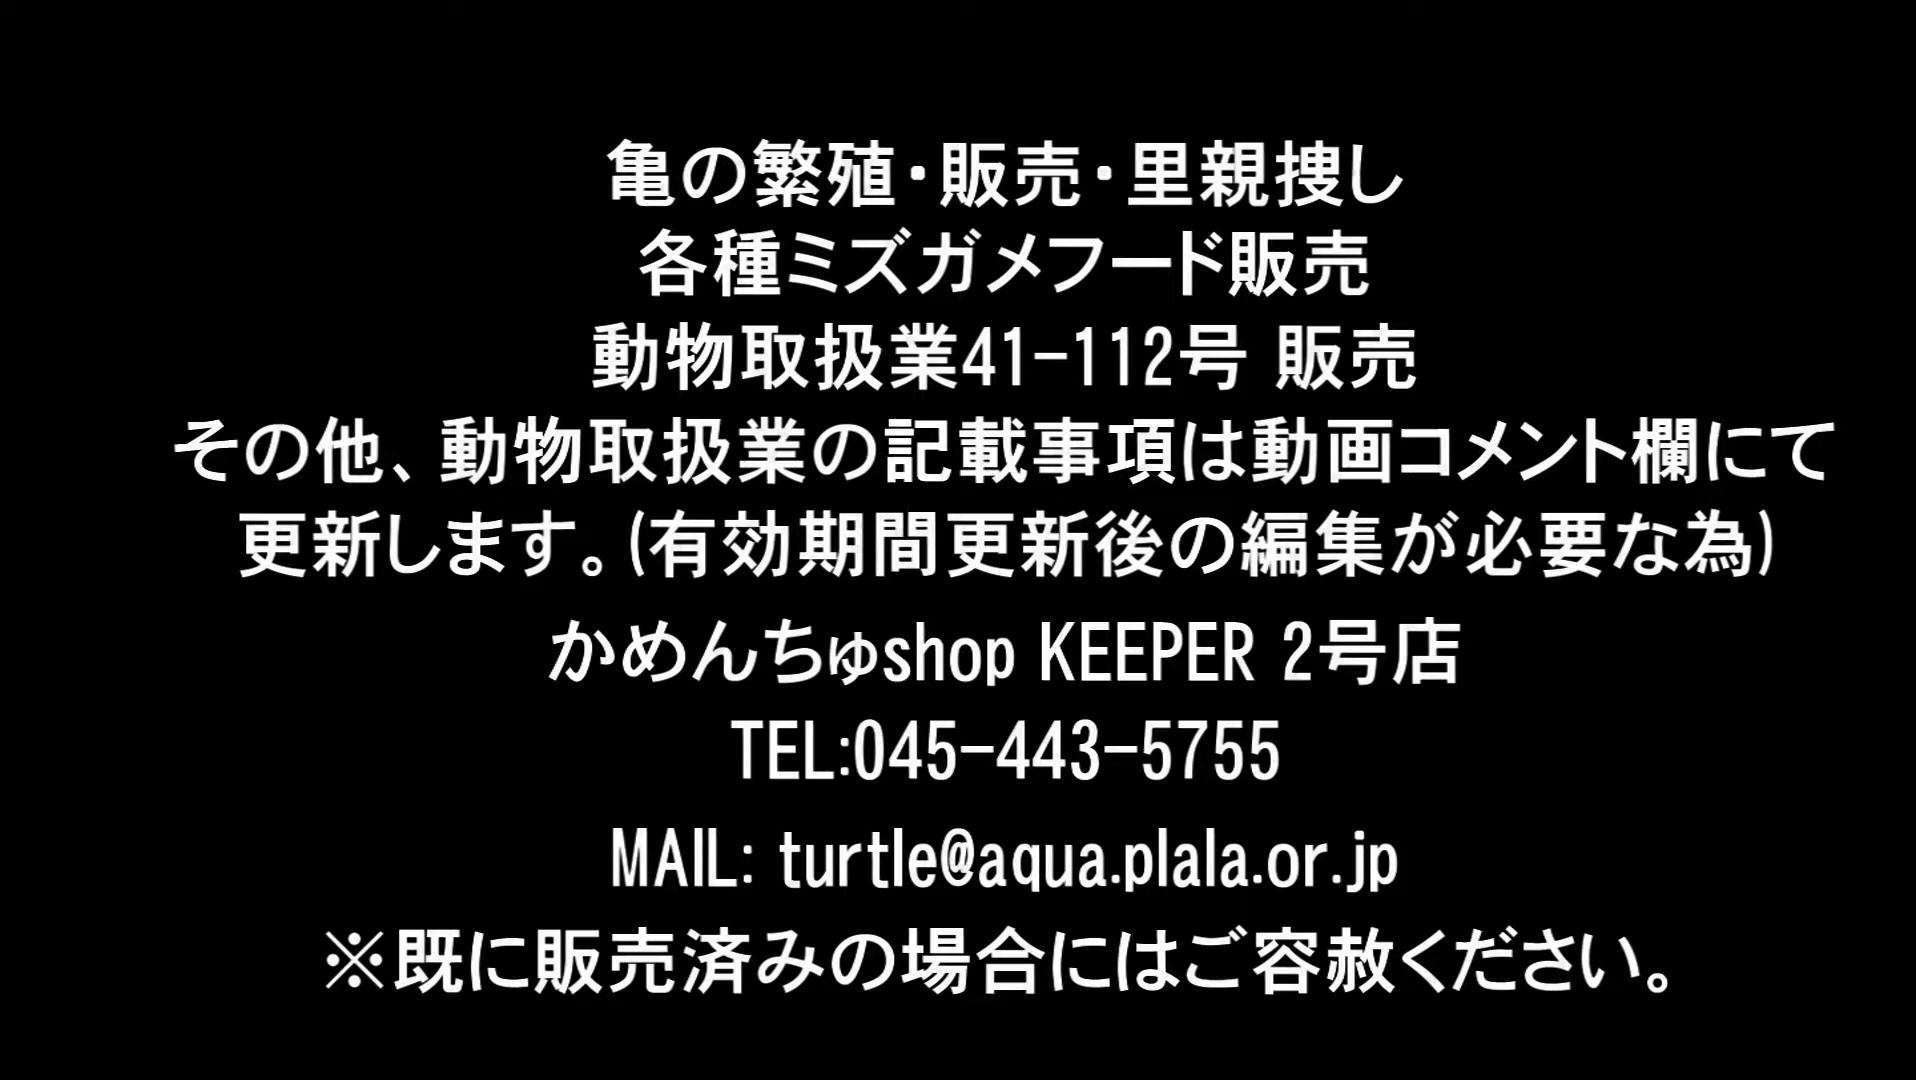 亀の繁殖・販売・里親捜し
各種ミズガメフード販売
動物取扱業41-112号 販売
その他、動物取扱業の記載事項は動画コメント欄にて
更新します。(有効期間更新後の編集が必要な為)
かめんちゅshop KEEPER 2号店
TEL:045-443-5755
MAIL: turtle@aqua.plala.or.jp
※既に販売済みの場合にはご容赦ください。